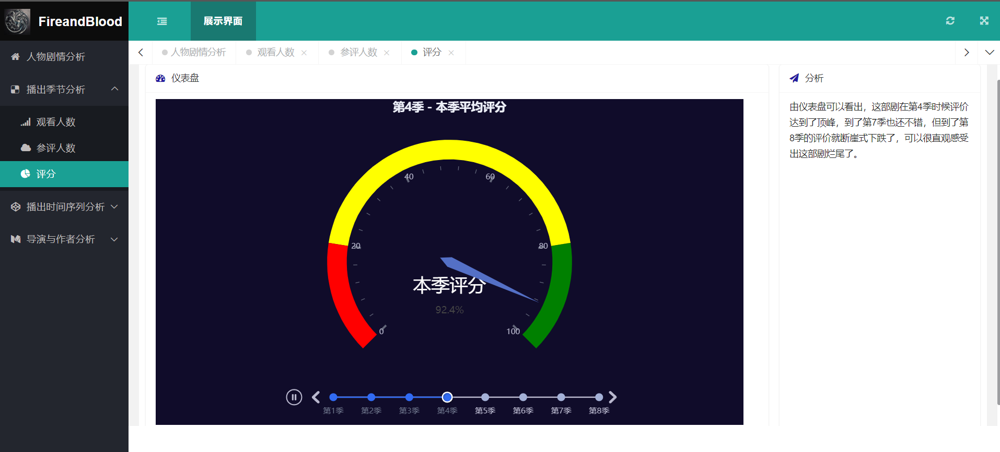 FireandBlood
展示界面
人物剧情分析
播出季节分析
观看人数
参评人数
评分
播出时间序列分析
导演与作者分析
人物剧情分析
观看人数
参评人数
评分
仪表盘
第4季 - 本季平均评分
40
60
20
80
0
100
本季评分
92.4%
第1季
第2季
第3季
第4季
第5季
第6季
第7季
第8季
分析
由仪表盘可以看出，这部剧在第4季时候评价
达到了顶峰，到了第7季也还不错，但到了第
8季的评价就断崖式下跌了，可以很直观感受
出这部剧烂尾了。